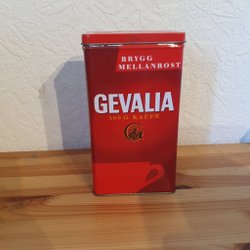 BRYGG
MELLANROST
GEVALIA
500 G KAFFE